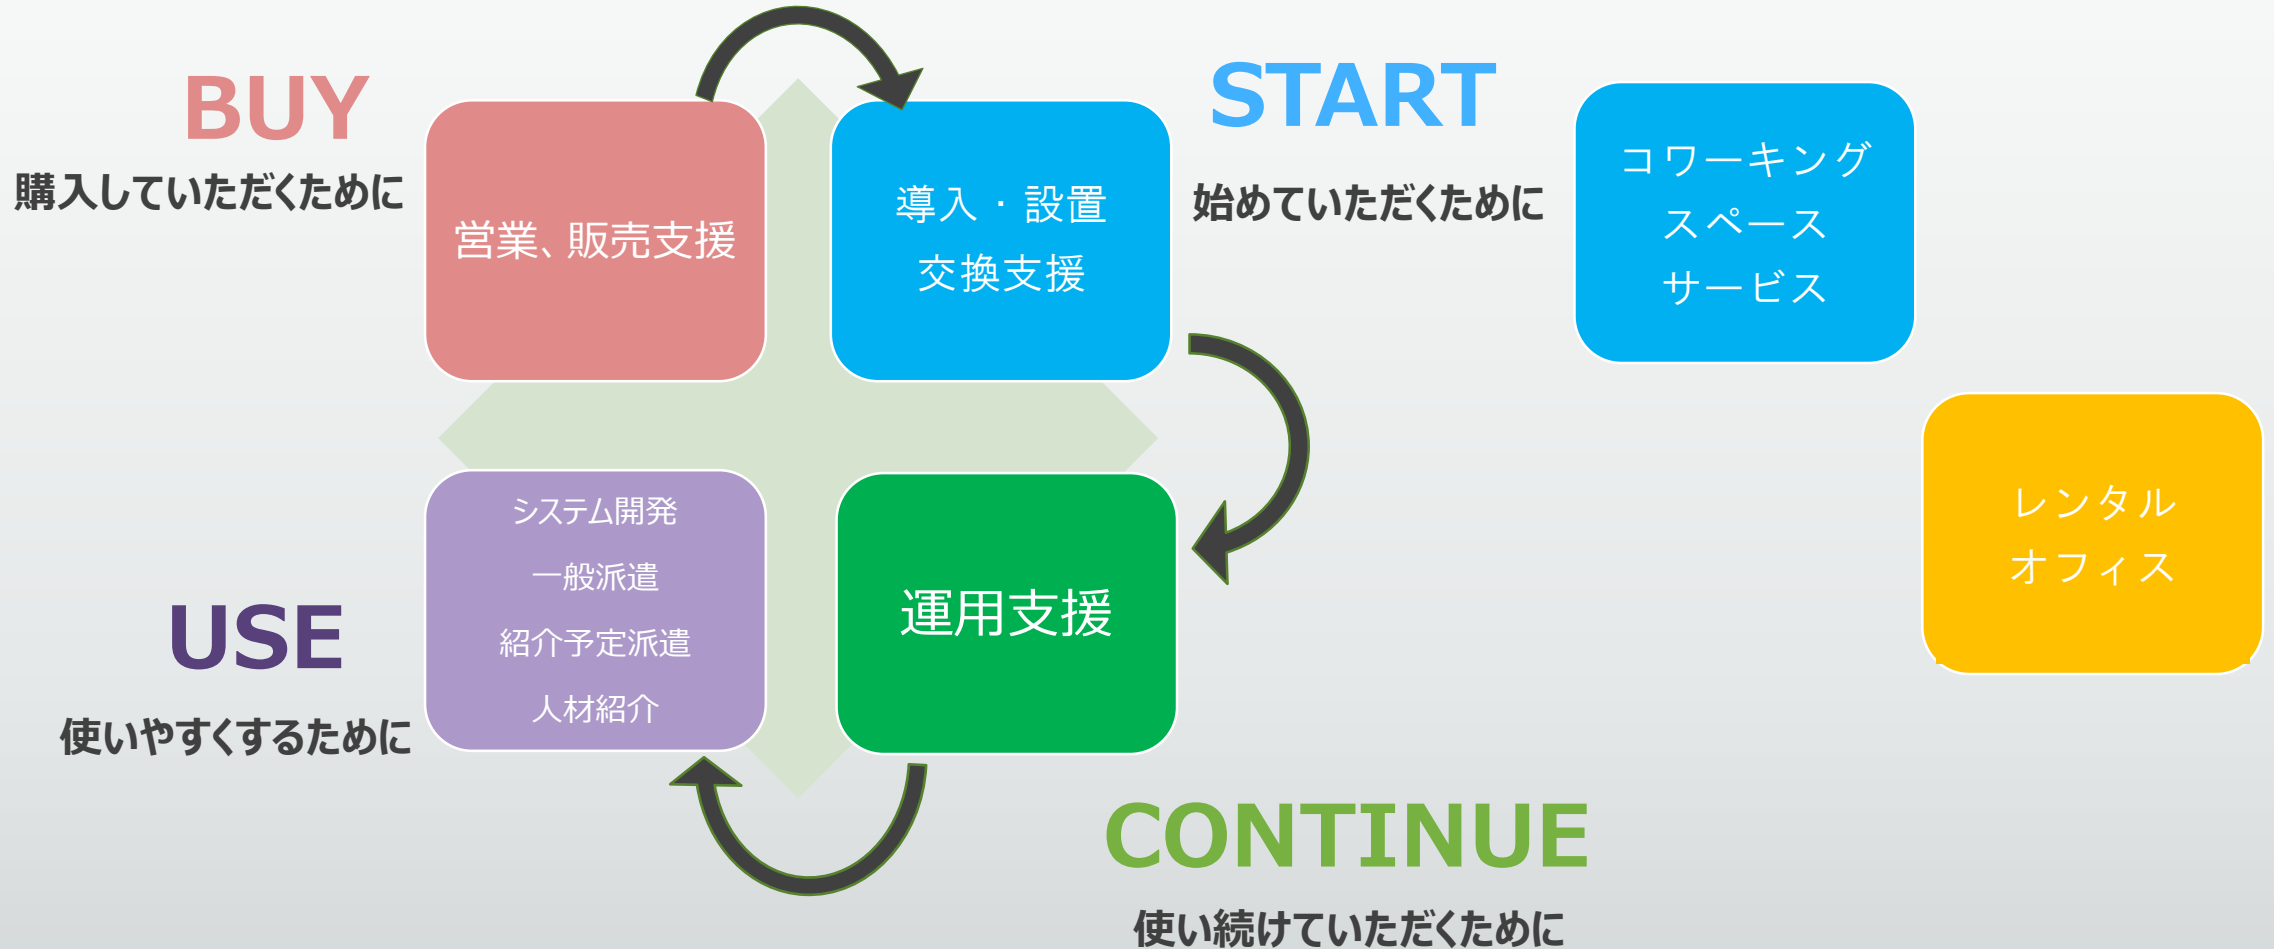 BUY
購入していただくために
営業、販売支援
導入・設置
交換支援
START
始めていただくために
コワーキング
スペース
サービス
レンタル
オフィス
USE
使いやすくするために
システム開発
一般派遣
紹介予定派遣
人材紹介
運用支援
CONTINUE
使い続けていただくために